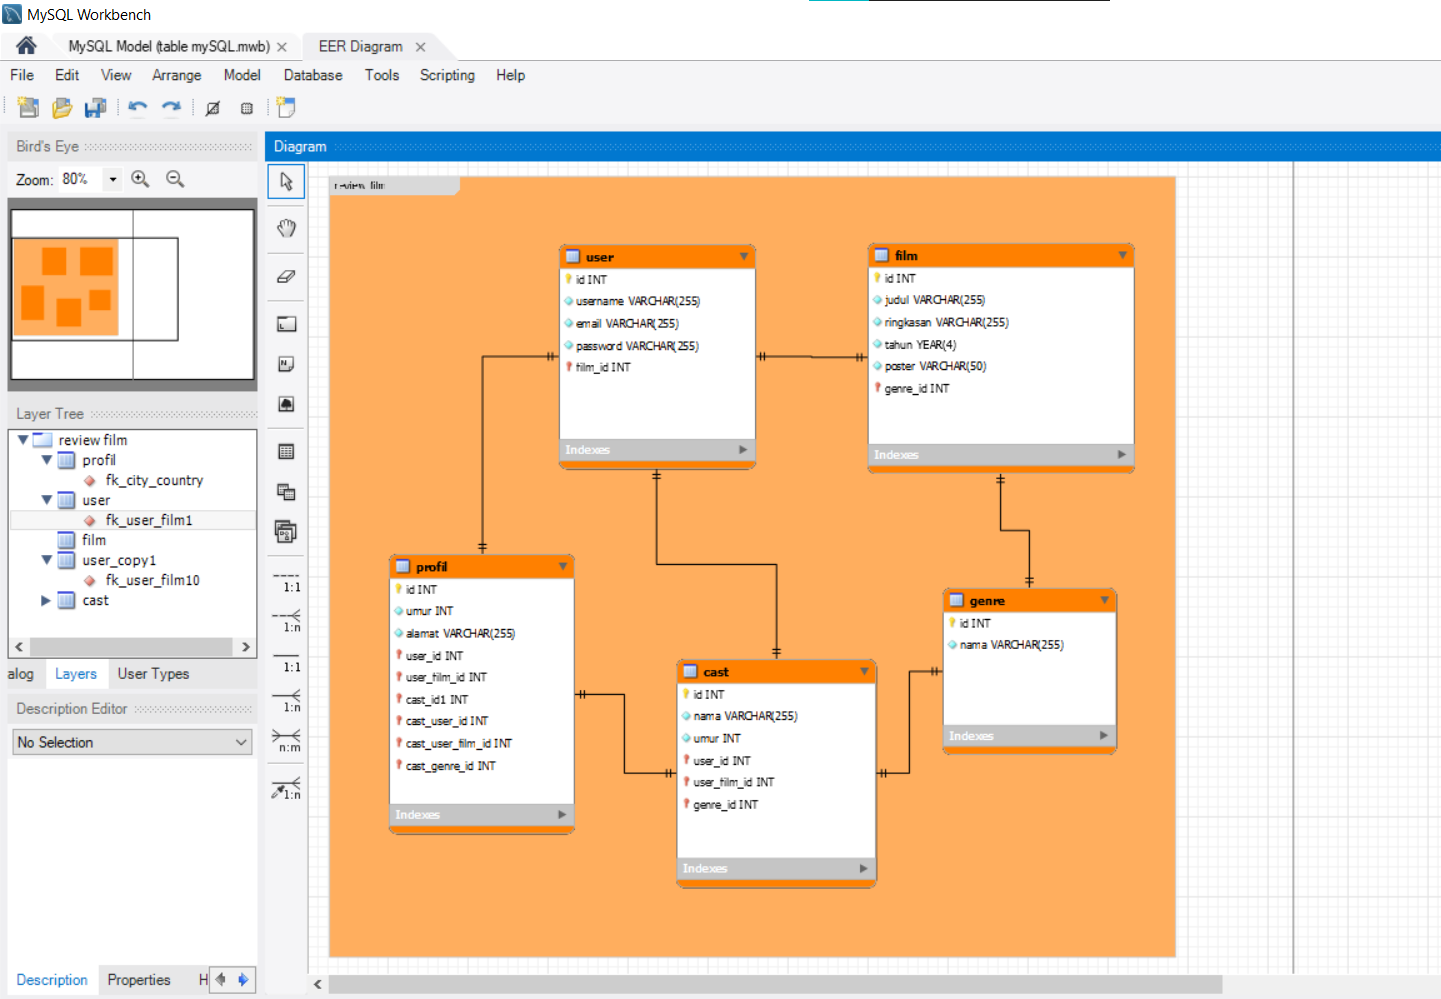 MySQL Workbench
MySQL Model (table mySQL.mwb)
EER Diagram
File Edit View Arrange Model Database Tools Scripting Help
Bird's Eye
Zoom: 80%
Layer Tree
review film
profil
fk_city_country
user
fk_user_film1
film
user_copy1
fk_user_film10
cast
alog Layers User Types
Description Editor
No Selection
Description Properties H
Diagram
1:1
1:n
1:1
1:n
n:m
1:n
review film
user
id INT
username VARCHAR(255)
email VARCHAR(255)
password VARCHAR(255)
film_id INT
Indexes
film
id INT
judul VARCHAR(255)
ringkasan VARCHAR(255)
tahun YEAR(4)
poster VARCHAR(50)
genre_id INT
Indexes
profil
id INT
umur INT
alamat VARCHAR(255)
user_id INT
user_film_id INT
cast_id1 INT
cast_user_id INT
cast_user_film_id INT
cast_genre_id INT
Indexes
cast
id INT
nama VARCHAR(255)
umur INT
user_id INT
user_film_id INT
genre_id INT
Indexes
genre
id INT
nama VARCHAR(255)
Indexes